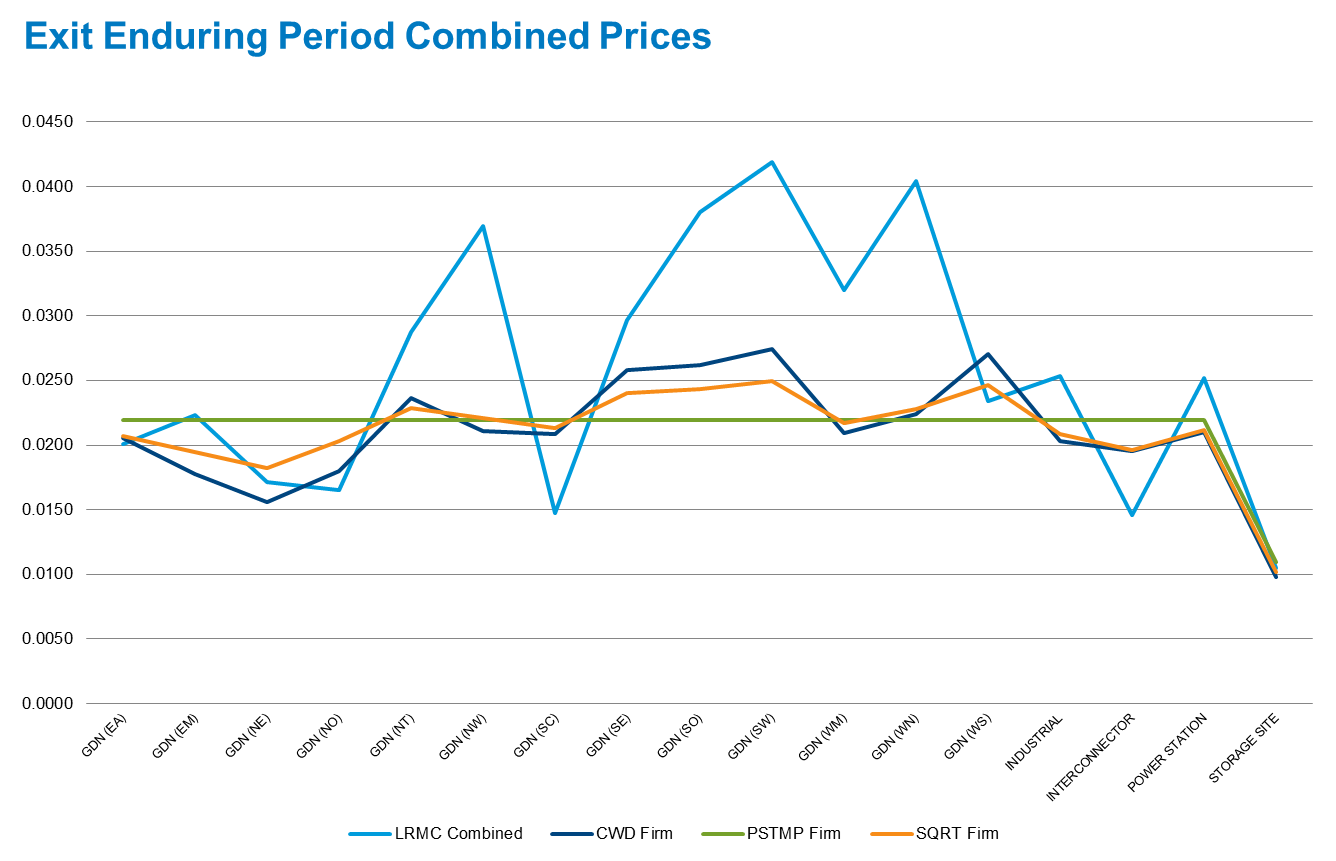 Exit Enduring Period Combined Prices
0.0450
0.0400
0.0350
0.0300
0.0250
0.0200
0.0150
0.0100
0.0050
0.0000
GDN (EA)
GDN (EM)
GDN (NE)
GDN (NO)
GDN (NT)
GDN (NW)
GDN (SC)
GDN (SE)
GDN (SO)
GDN (SW)
GDN (WM)
GDN (WN)
GDN (WS)
INDUSTRIAL
INTERCONNECTOR
POWER STATION
STORAGE SITE
LRMC Combined
CWD Firm
PSTMP Firm
SQRT Firm